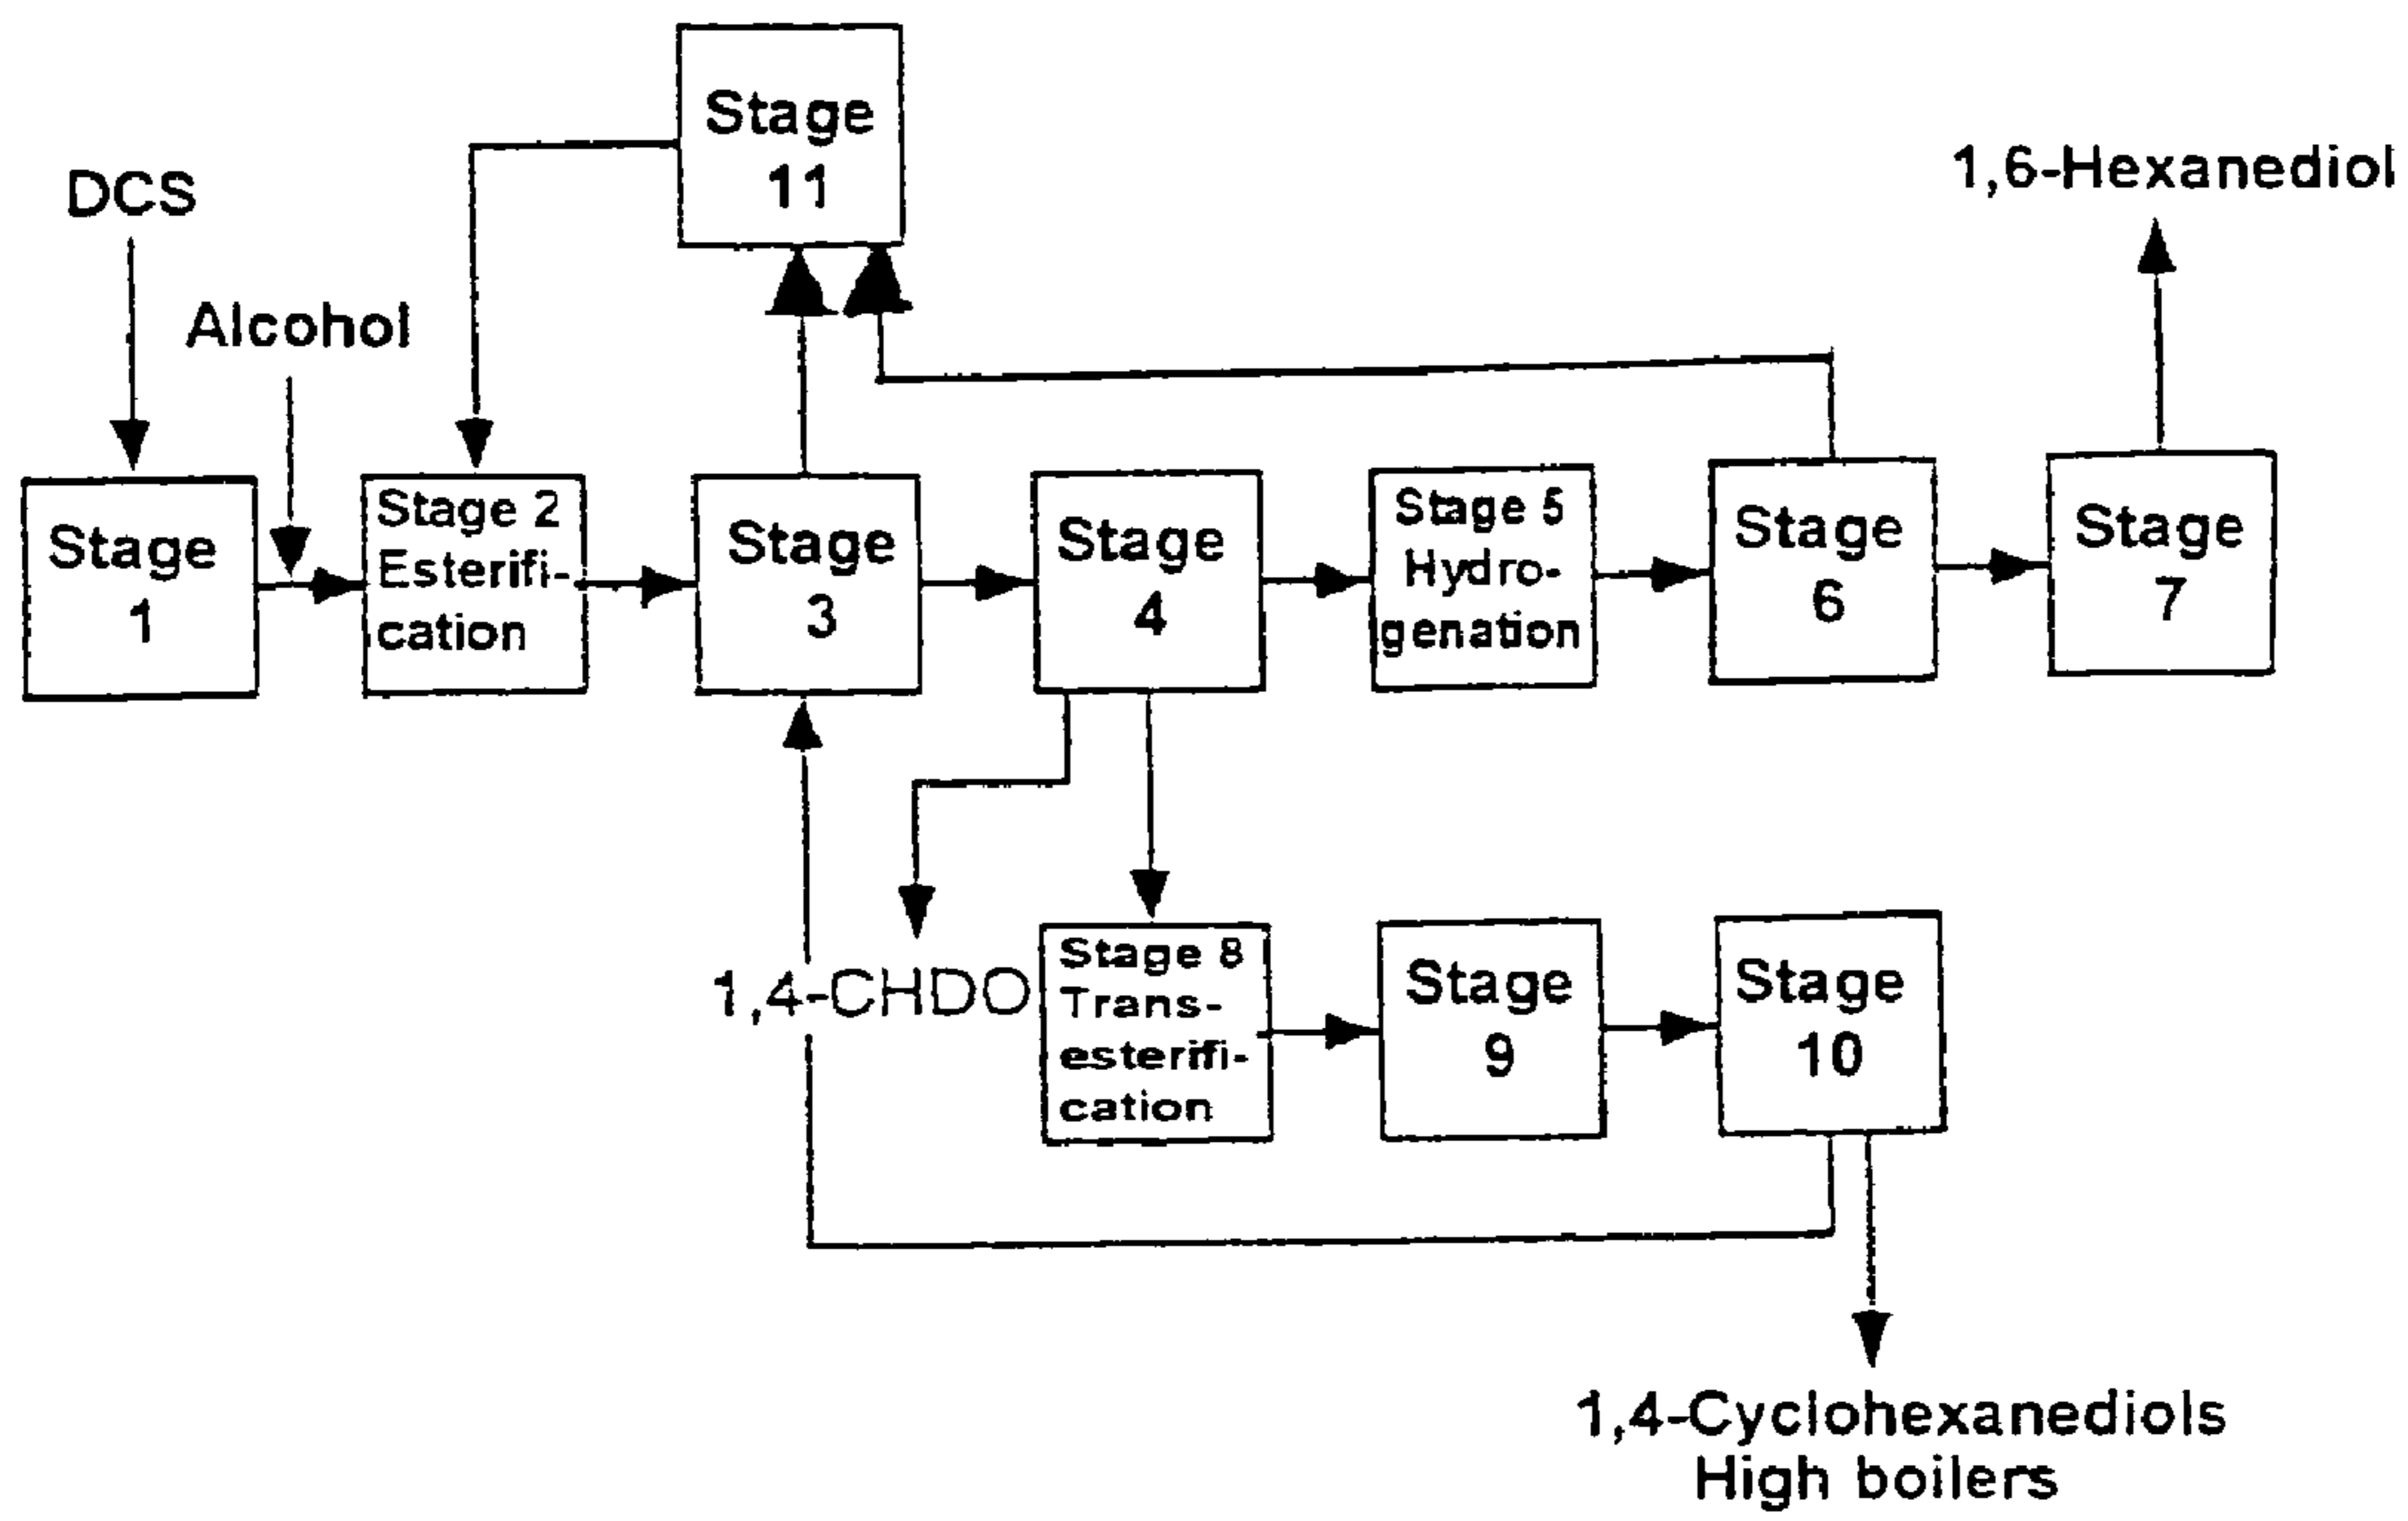 Stage
11
DCS
1,6-Hexanediol
Alcohol
Stage
1
Stage 2
Esterifi-
cation
Stage
3
Stage
4
Stage 5
Hydro-
genation
Stage
6
Stage
7
1,4-CHDO
Stage 8
Trans-
esterifi-
cation
Stage
9
Stage
10
1,4-Cyclohexanediols
High boilers